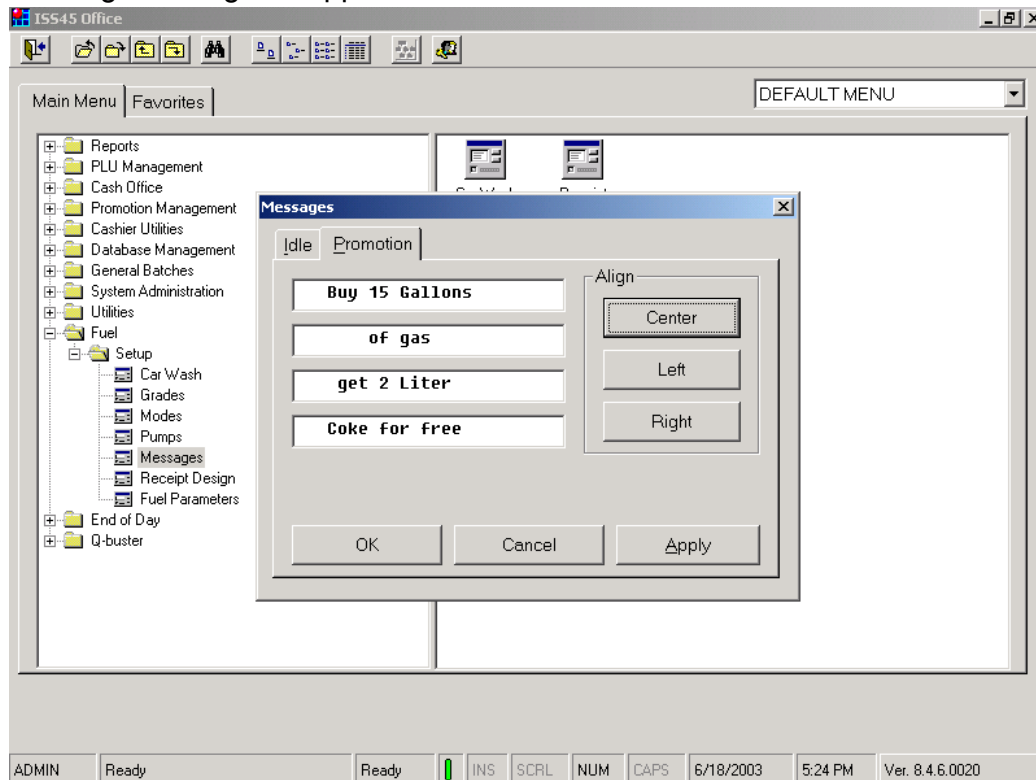 ISS45 Office
Main Menu
Favorites
DEFAULT MENU
Reports
PLU Management
Cash Office
Promotion Management
Cashier Utilities
Database Management
General Batches
System Administration
Utilities
Fuel
Setup
Car Wash
Grades
Modes
Pumps
Messages
Receipt Design
Fuel Parameters
End of Day
Q-buster
Messages
Idle
Promotion
Buy 15 Gallons
of gas
get 2 Liter
Coke for free
Align
Center
Left
Right
OK
Cancel
Apply
ADMIN
Ready
Ready
INS
SCRL
NUM
CAPS
6/18/2003
5:24 PM
Ver. 8.4.6.0020